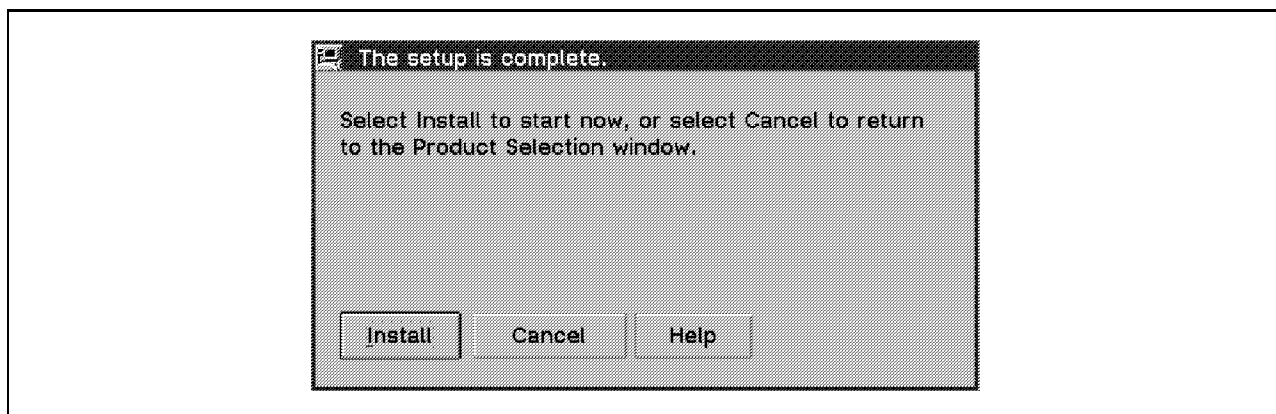 The setup is complete.
Select Install to start now, or select Cancel to return
to the Product Selection window.
Install
Cancel
Help